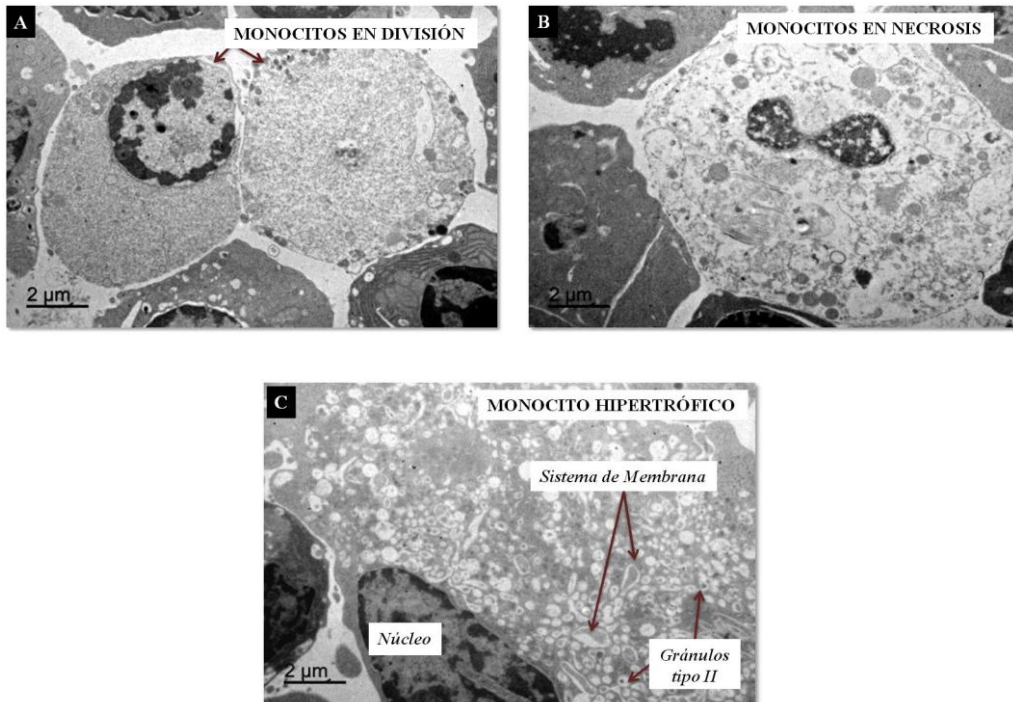 A
MONOCITOS EN DIVISIÓN
2 µm
B
MONOCITOS EN NECROSIS
2 µm
C
MONOCITO HIPERTRÓFICO
Sistema de Membrana
Núcleo
Gránulos
tipo II
2 µm